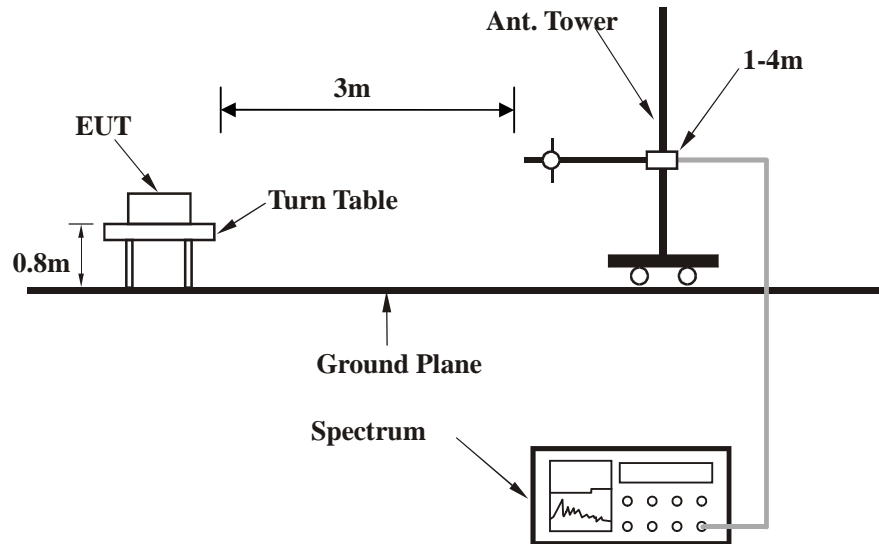 Ant. Tower
1-4m
3m
EUT
Turn Table
0.8m
Ground Plane
Spectrum